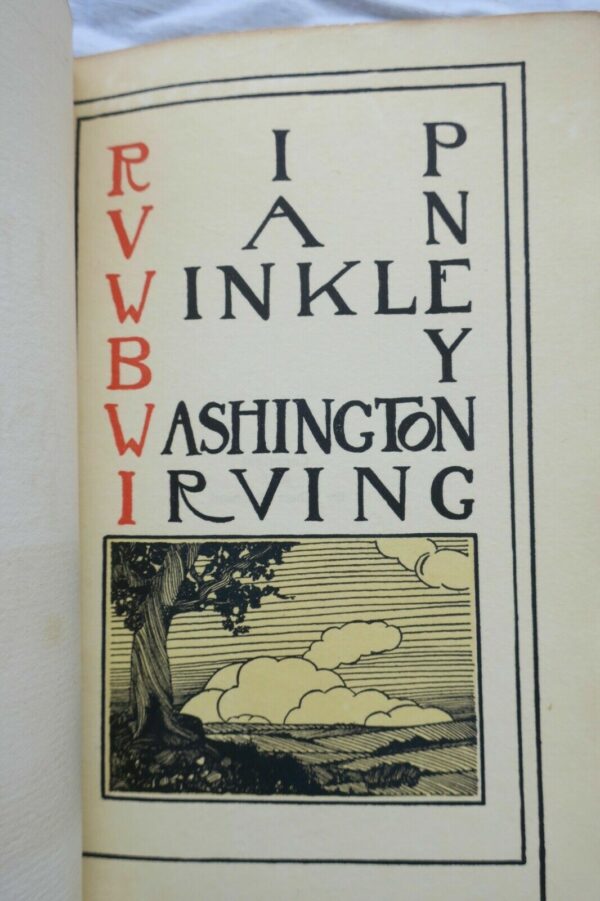 R I P
V A N
W INKLE
B Y
WASHINGTON
IRVING